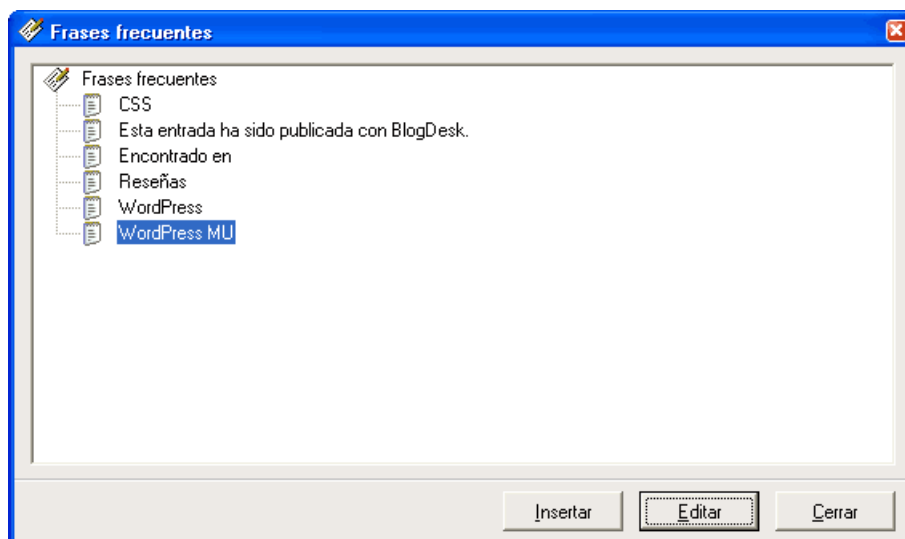 Frases frecuentes
Frases frecuentes
CSS
Esta entrada ha sido publicada con BlogDesk.
Encontrado en
Reseñas
WordPress
WordPress MU
Insertar Editar Cerrar